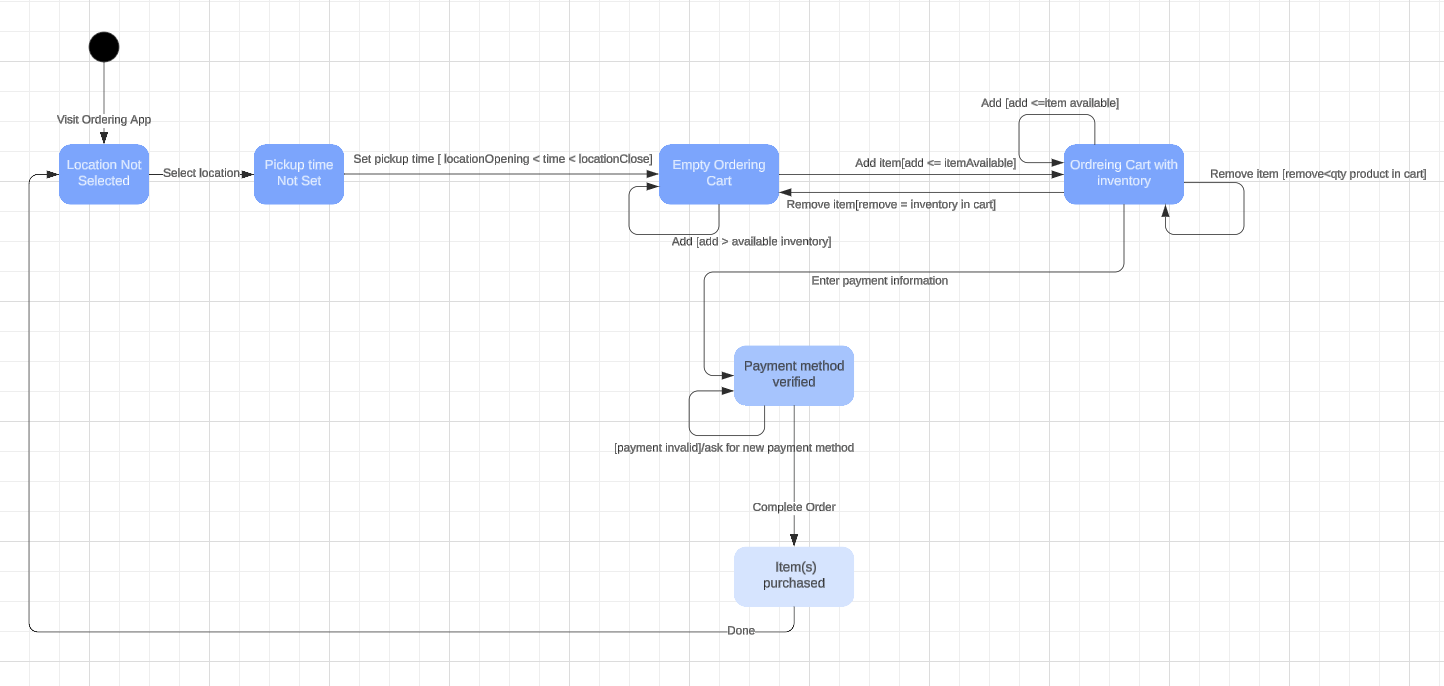 Add [add <=item available]
Visit Ordering App
Location Not
Selected
Select location
Pickup time
Not Set
Set pickup time [ locationOpening < time < locationClose]
Empty Ordering
Cart
Add item[add <= itemAvailable]
Ordreing Cart with
inventory
Remove item [remove<qty product in cart]
Remove item[remove = inventory in cart]
Add [add > available inventory]
Enter payment information
Payment method
verified
[payment invalid]/ask for new payment method
Complete Order
Item(s)
purchased
Done